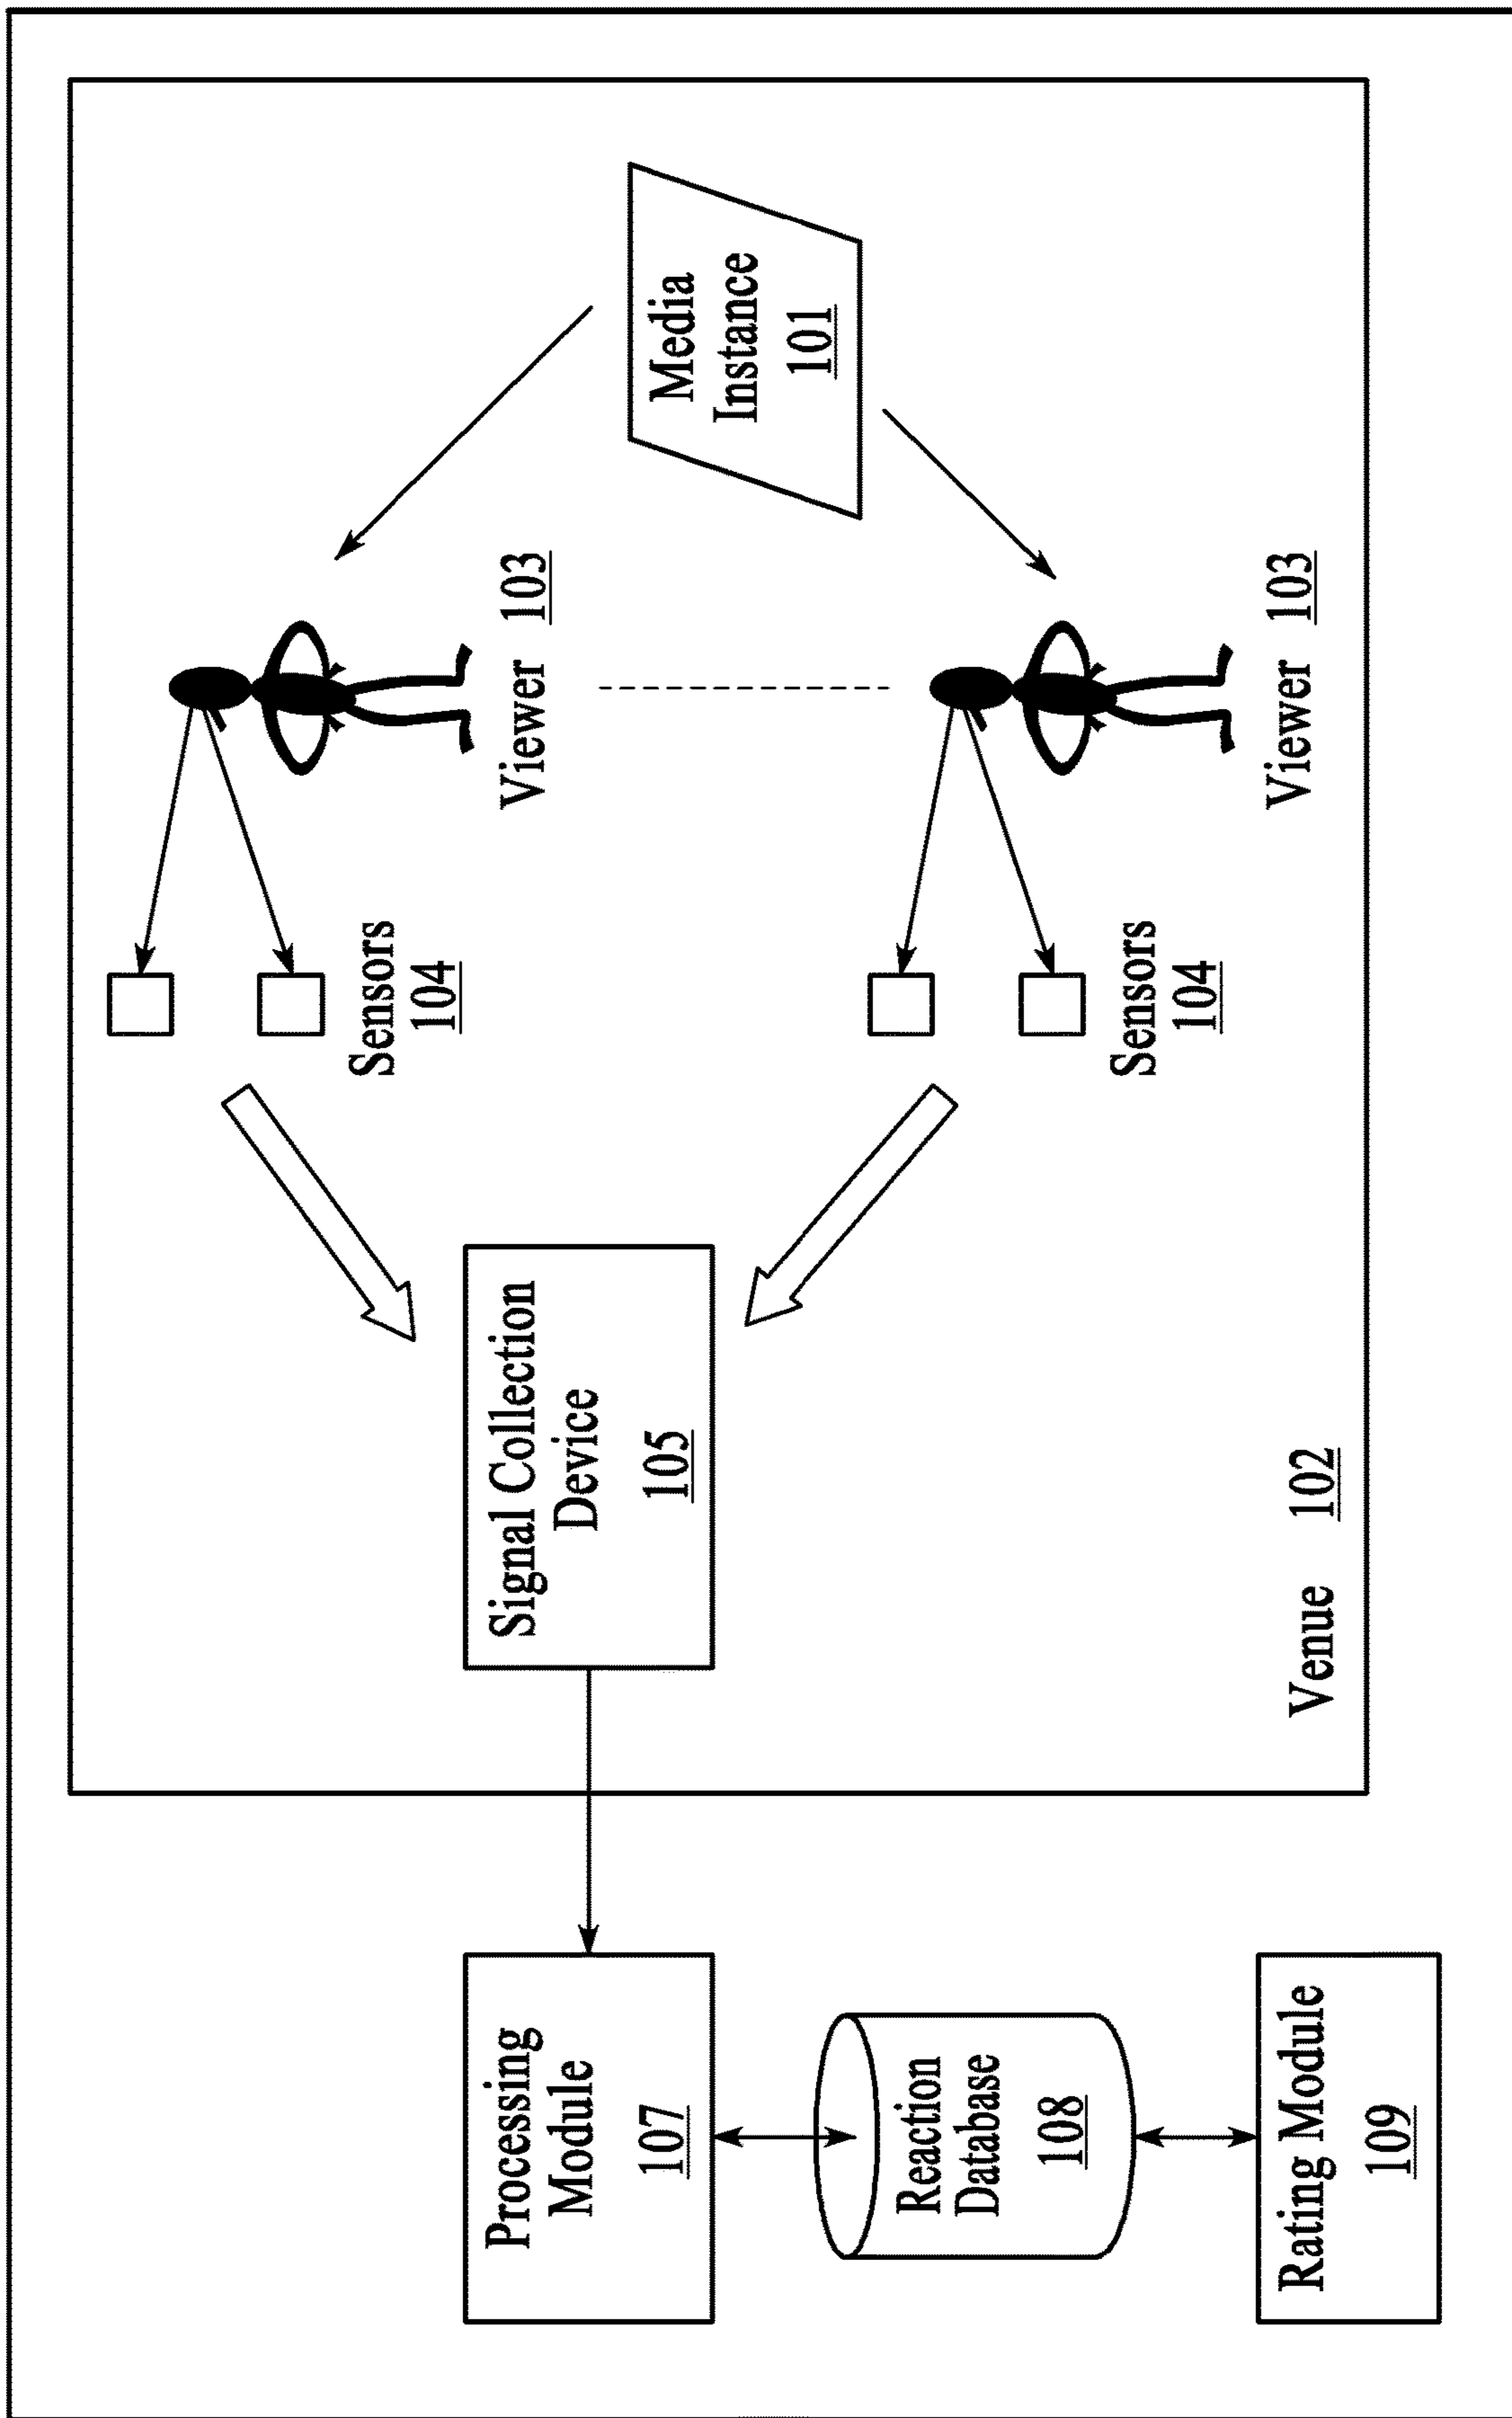 Processing
Module
107
Reaction
Database
108
Rating Module
109
Signal Collection
Device
105
Venue 102
Sensors
104
Sensors
104
Viewer 103
Viewer 103
Media
Instance
101